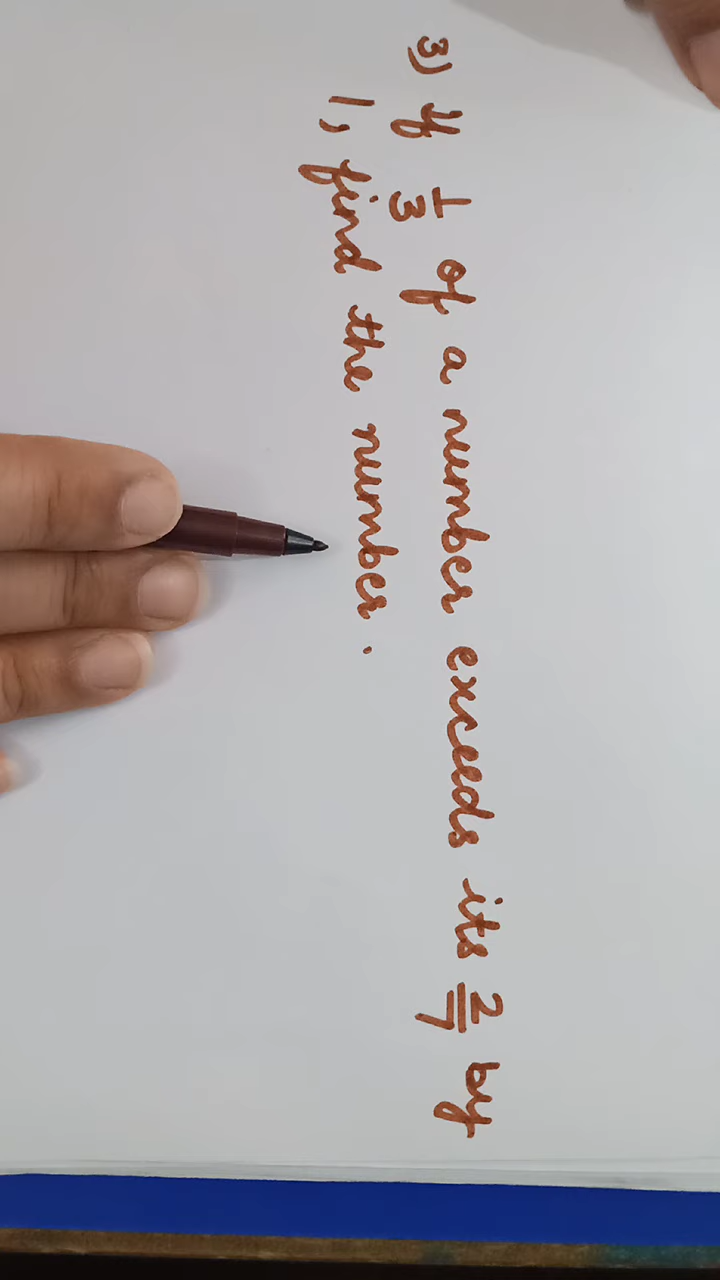 3) If 1/3 of a number exceeds its 2/7 by
1, find the number.